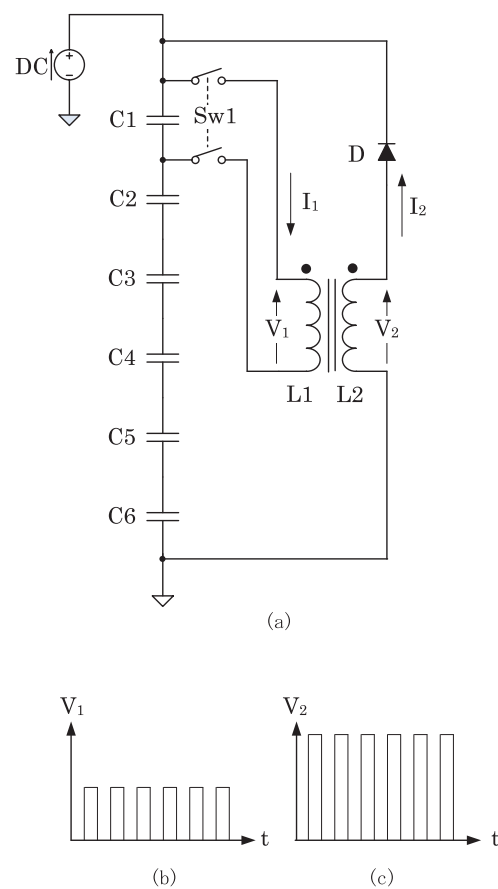 DC
+
−
C1
Sw1
C2
D
I₁
I₂
C3
V₁
V₂
C4
L1 L2
C5
C6
(a)
V₁
t
(b)
V₂
t
(c)